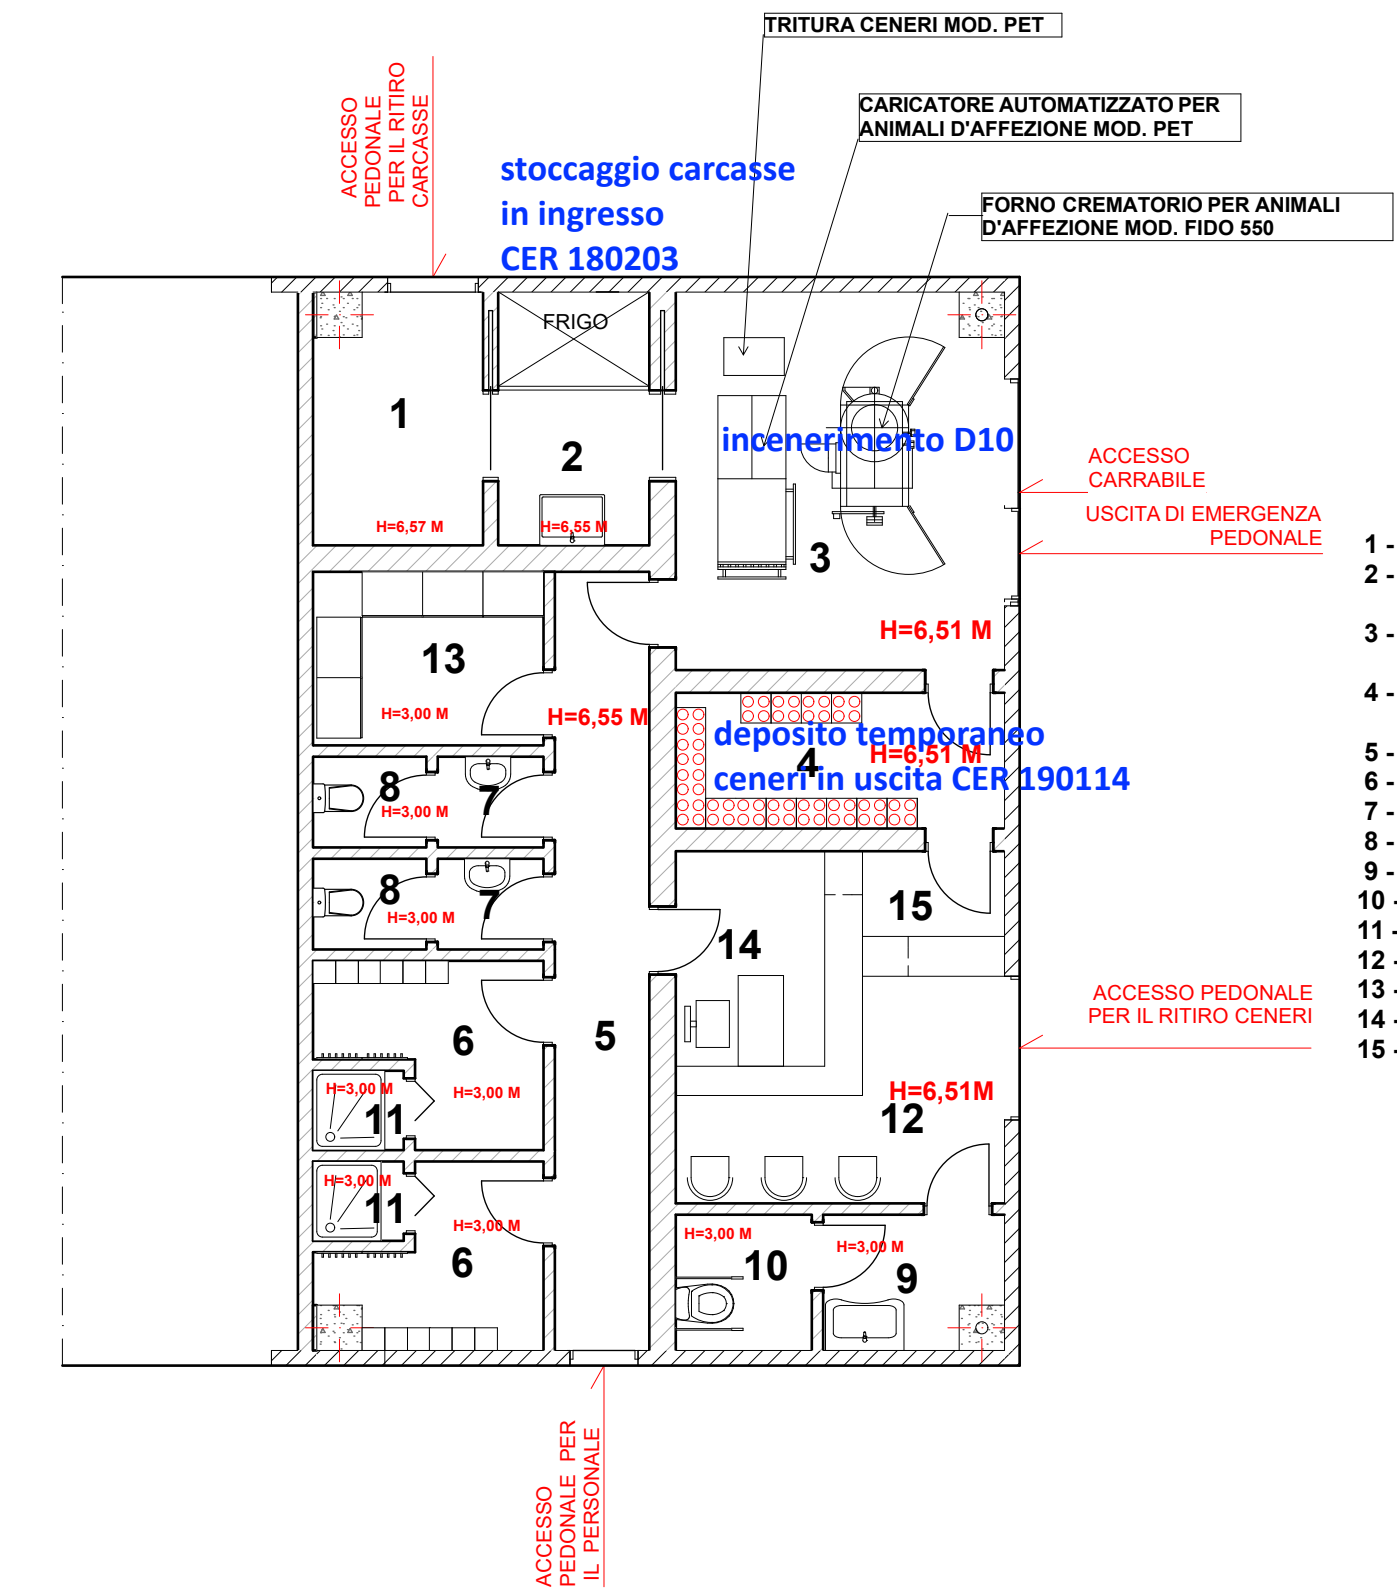 TRITURA CENERI MOD. PET
CARICATORE AUTOMATIZZATO PER
ANIMALI D'AFFEZIONE MOD. PET
FORNO CREMATORIO PER ANIMALI
D'AFFEZIONE MOD. FIDO 550
ACCESSO
PEDONALE
PER IL RITIRO
CARCASSE
stoccaggio carcasse
in ingresso
CER 180203
FRIGO
1
2
incenerimento D10
H=6,57 M
H=6,55 M
3
ACCESSO
CARRABILE
USCITA DI EMERGENZA
PEDONALE
H=6,51 M
13
H=3,00 M
H=6,55 M
deposito temporaneo
4
H=6,51 M
ceneri in uscita CER 190114
8
H=3,00 M
7
8
H=3,00 M
7
15
14
5
6
H=3,00 M
11
H=3,00 M
ACCESSO PEDONALE
PER IL RITIRO CENERI
H=6,51M
12
H=3,00 M
11
H=3,00 M
6
H=3,00 M
10
H=3,00 M
9
ACCESSO
PEDONALE PER
IL PERSONALE
1 -
2 -
3 -
4 -
5 -
6 -
7 -
8 -
9 -
10 -
11 -
12 -
13 -
14 -
15 -